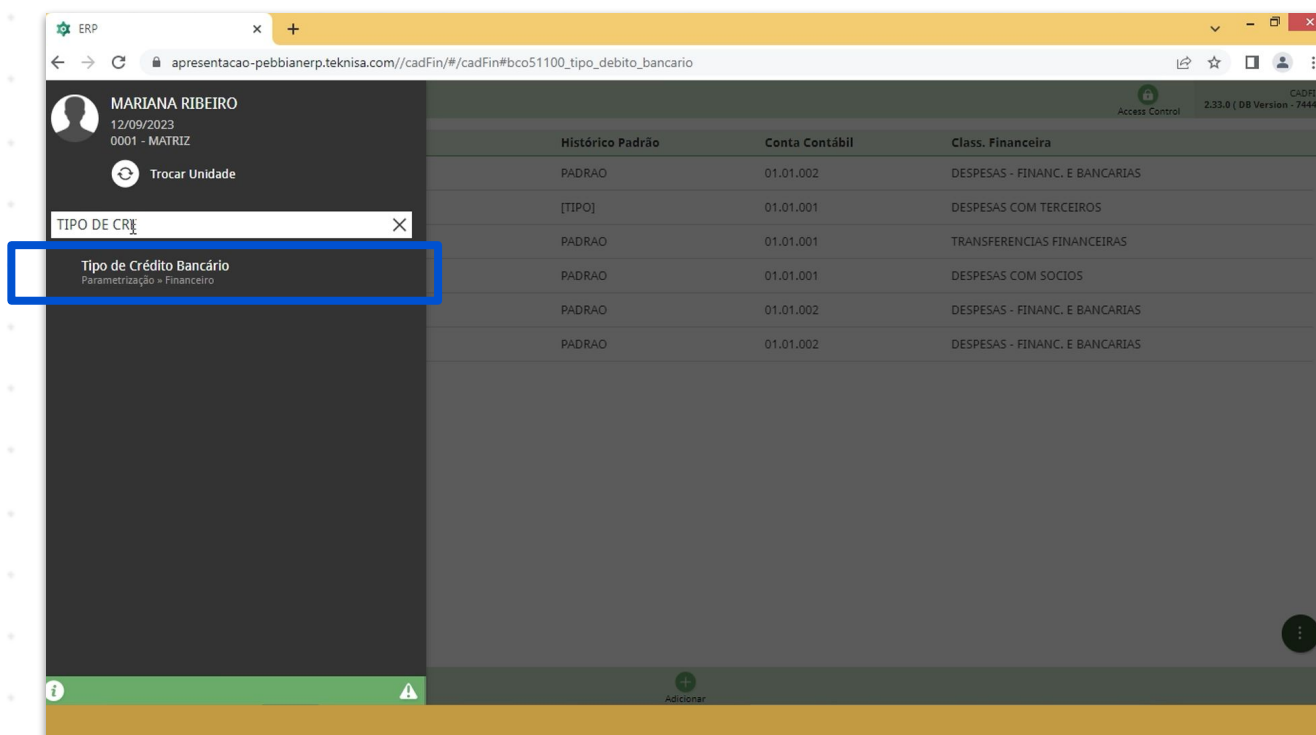 ERP
apresentacao-pebbianerp.teknisa.com//cadFin/#/cadFin#bco51100_tipo_debito_bancario
MARIANA RIBEIRO
12/09/2023
0001 - MATRIZ
Trocar Unidade
TIPO DE CRE
Tipo de Crédito Bancário
Parametrização » Financeiro
Access Control
CADFI
2.33.0 ( DB Version - 7444
Histórico Padrão Conta Contábil Class. Financeira
PADRAO 01.01.002 DESPESAS - FINANC. E BANCARIAS
[TIPO] 01.01.001 DESPESAS COM TERCEIROS
PADRAO 01.01.001 TRANSFERENCIAS FINANCEIRAS
PADRAO 01.01.001 DESPESAS COM SOCIOS
PADRAO 01.01.002 DESPESAS - FINANC. E BANCARIAS
PADRAO 01.01.002 DESPESAS - FINANC. E BANCARIAS
Adicionar